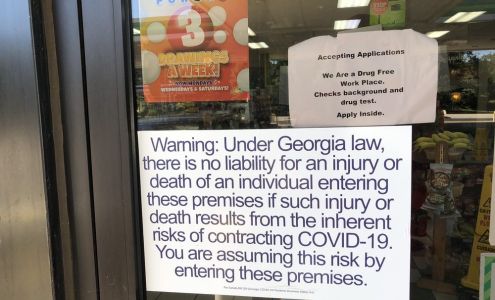 3
DRAWINGS
A WEEK!
NOW MONDAYS,
WEDNESDAYS & SATURDAYS!
Accepting Applications
We Are a Drug Free
Work Place.
Checks background and
drug test.
Apply Inside.
Warning: Under Georgia law,
there is no liability for an injury or
death of an individual entering
these premises if such injury or
death results from the inherent
risks of contracting COVID-19.
You are assuming this risk by
entering these premises.